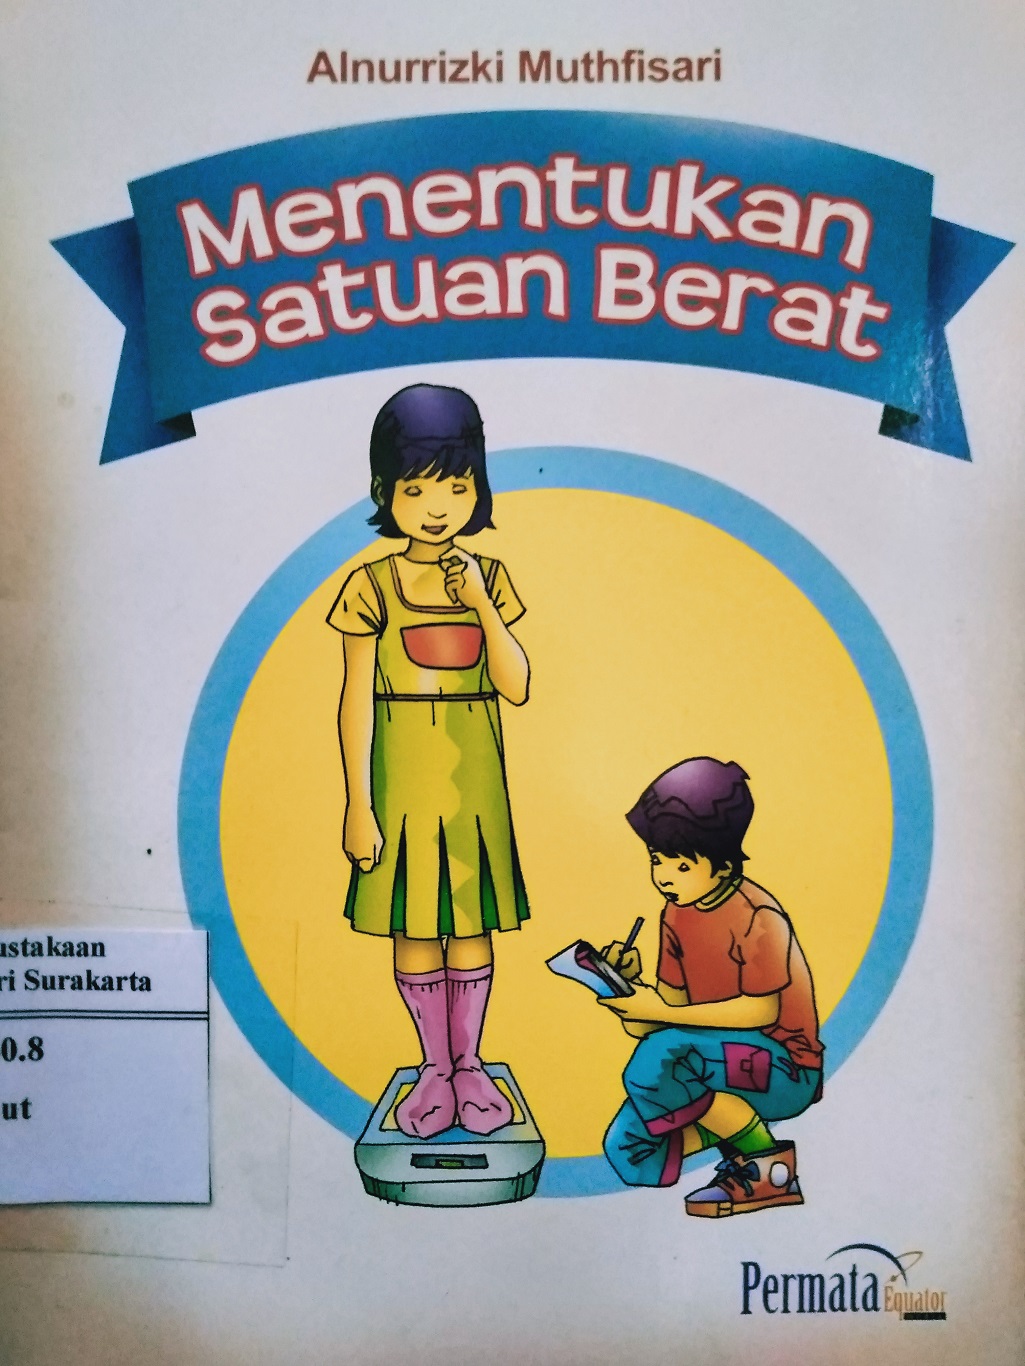 Alnurrizki Muthfisari
Menentukan
Satuan Berat
ustakaan
ri Surakarta
0.8
ut
Permata
Equator